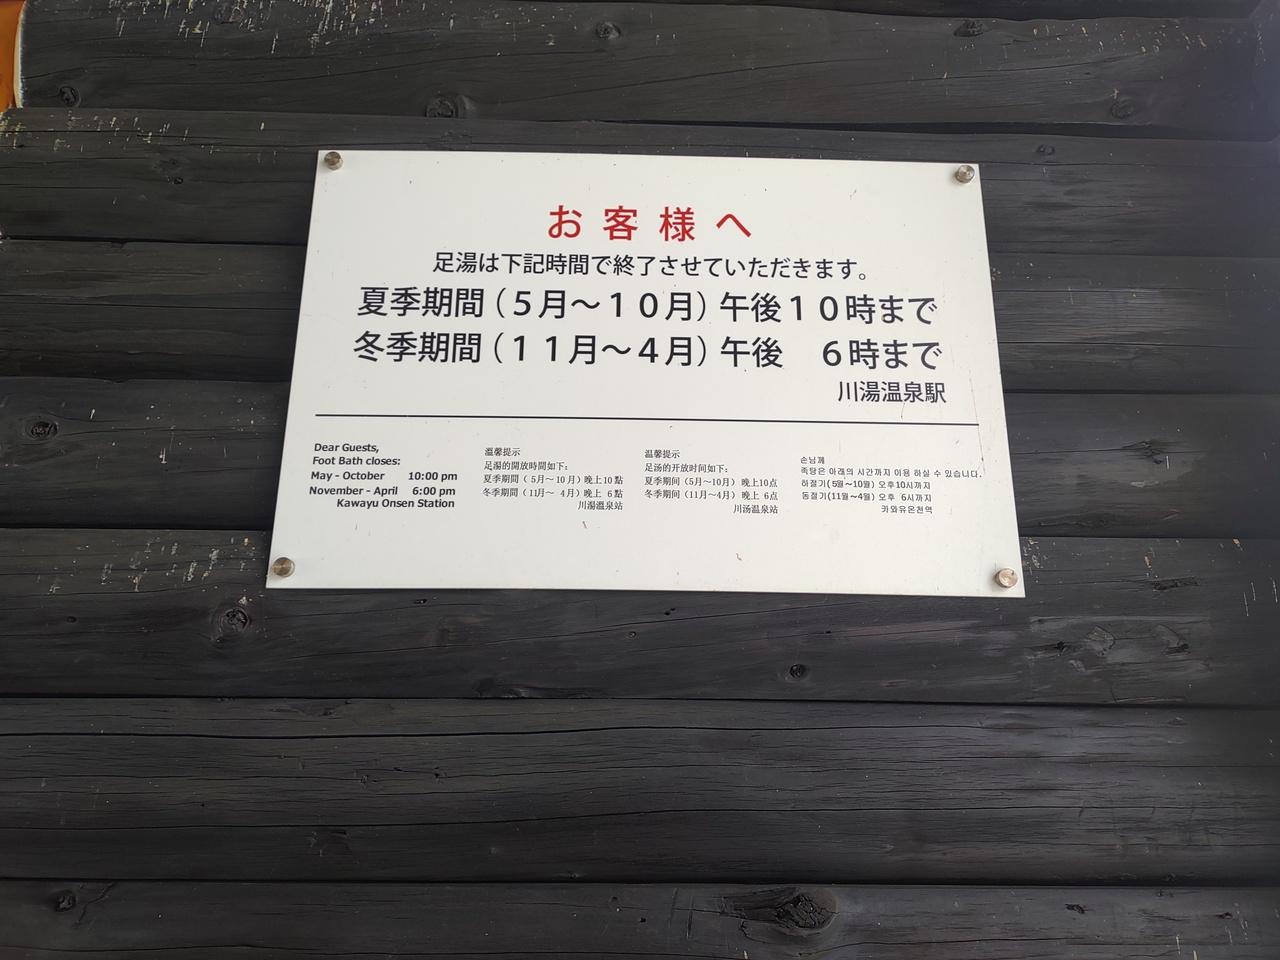 お客様へ
足湯は下記時間で終了させていただきます。
夏季期間（５月～１０月）午後１０時まで
冬季期間（１１月～４月）午後　６時まで
川湯温泉駅
Dear Guests,
Foot Bath closes:
May - October 10:00 pm
November - April 6:00 pm
Kawayu Onsen Station
溫馨提示
足湯的開放時間如下:
夏季期間（5月～10月）晚上10點
冬季期間（11月～ 4月）晚上 6點
川湯溫泉站
温馨提示
足汤的开放时间如下:
夏季期间（5月～10月）晚上10点
冬季期间（11月～4月）晚上 6点
川汤温泉站
손님께
족탕은 아래의 시간까지 이용 하실 수 있습니다.
하절기(5월～10월) 오후10시까지
동절기(11월～4월) 오후 6시까지
카와유온천역